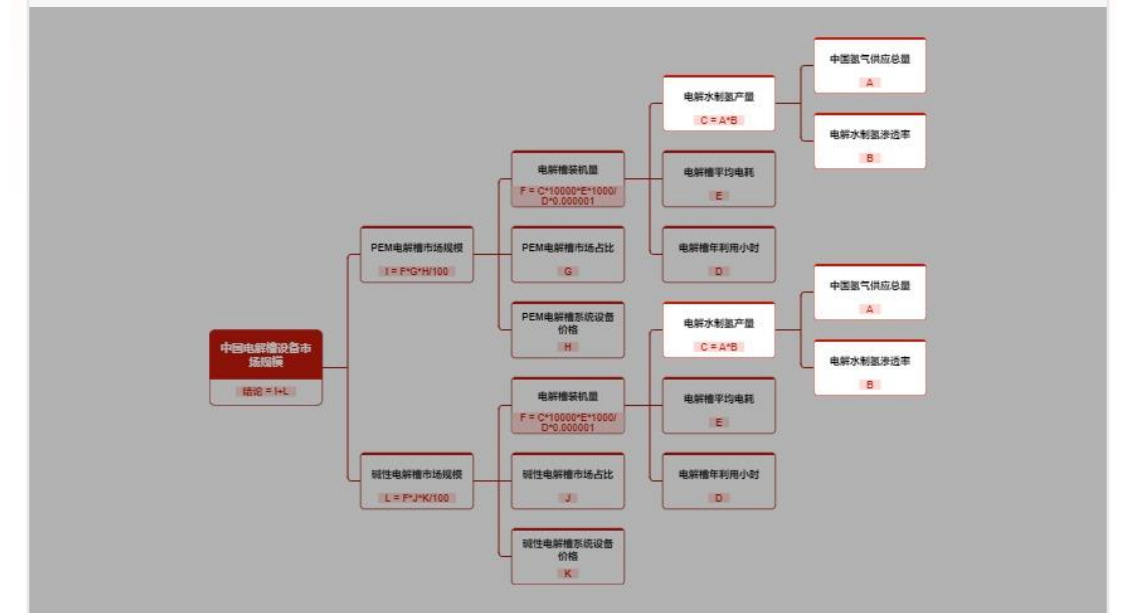 中国氢气供应总量
A
电解水制氢产量
C = A*B
电解水制氢渗透率
B
电解槽装机量
F = C*10000*E*1000/
D*0.000001
电解槽平均电耗
E
PEM电解槽市场规模
I = F*G*H/100
PEM电解槽市场占比
G
电解槽年利用小时
D
PEM电解槽系统设备
价格
H
中国电解槽设备市
场规模
结论 = I+L
中国氢气供应总量
A
电解水制氢产量
C = A*B
电解水制氢渗透率
B
电解槽装机量
F = C*10000*E*1000/
D*0.000001
电解槽平均电耗
E
碱性电解槽市场规模
L = F*J*K/100
碱性电解槽市场占比
J
电解槽年利用小时
D
碱性电解槽系统设备
价格
K